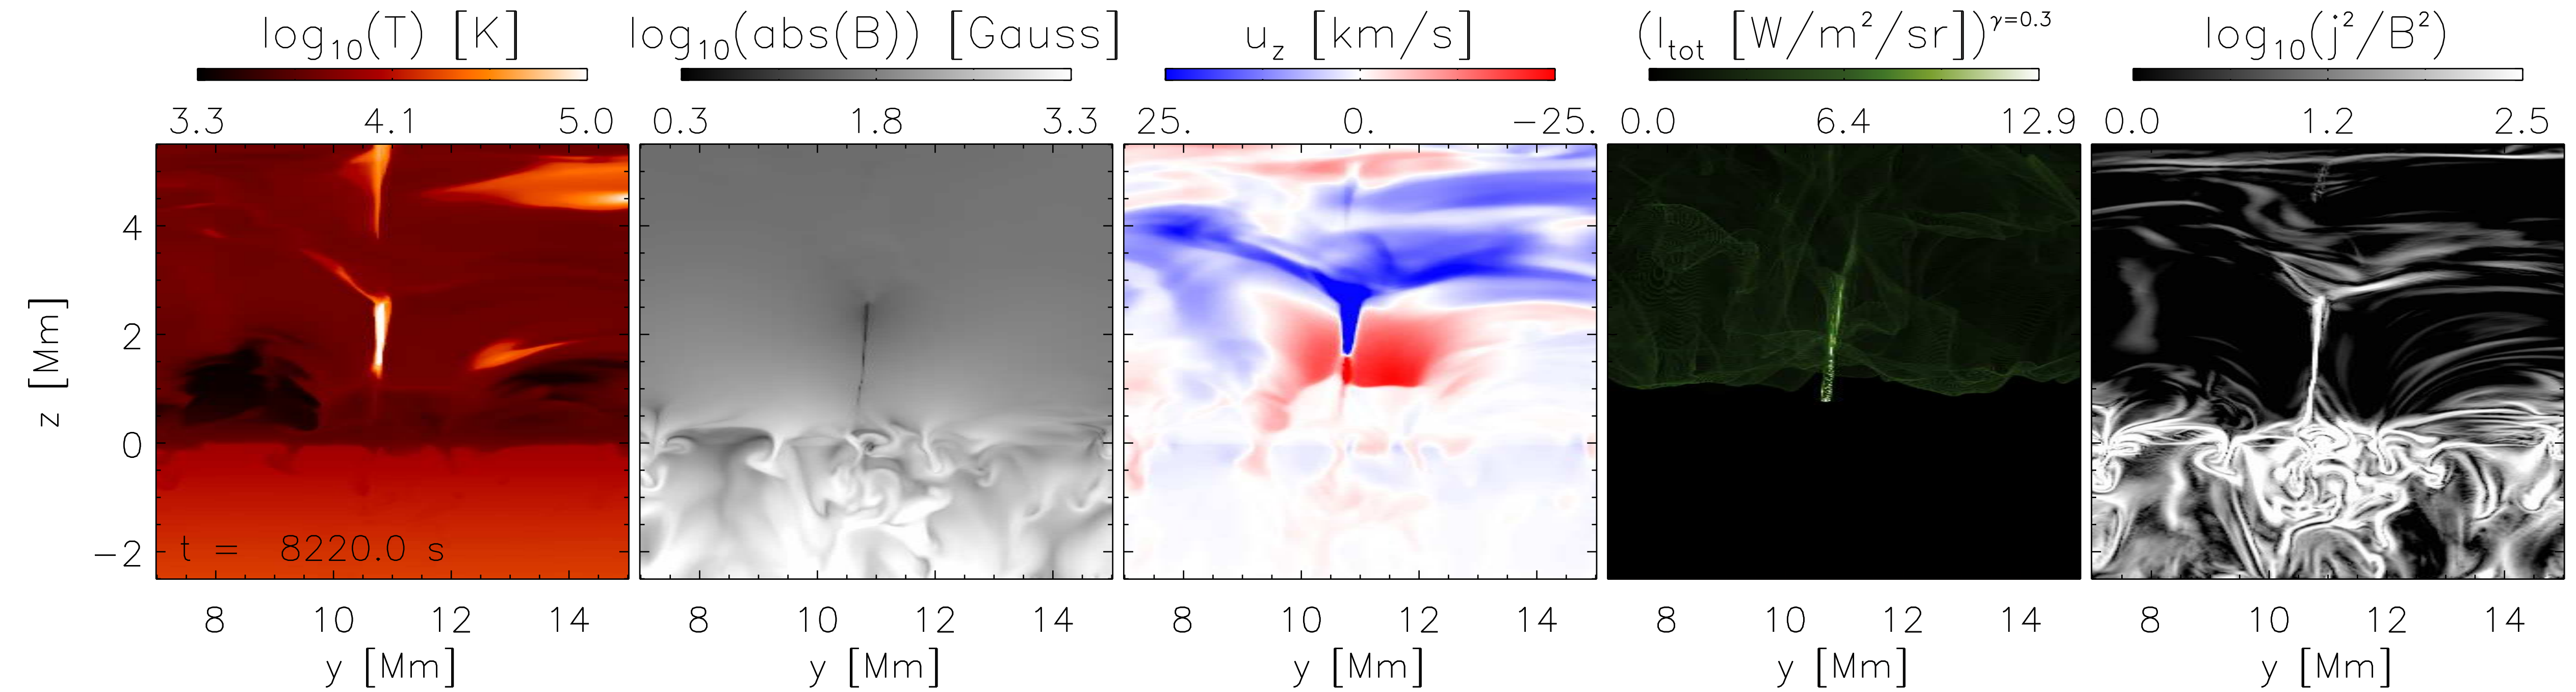 log₁₀(T) [K]
log₁₀(abs(B)) [Gauss]
u_z [km/s]
(I_tot [W/m²/sr])^γ=0.3
log₁₀(j²/B²)
3.3 4.1 5.0
0.3 1.8 3.3
25. 0. −25.
0.0 6.4 12.9
0.0 1.2 2.5
4
2
0
−2
z [Mm]
t = 8220.0 s
8 10 12 14
8 10 12 14
8 10 12 14
8 10 12 14
8 10 12 14
y [Mm]
y [Mm]
y [Mm]
y [Mm]
y [Mm]